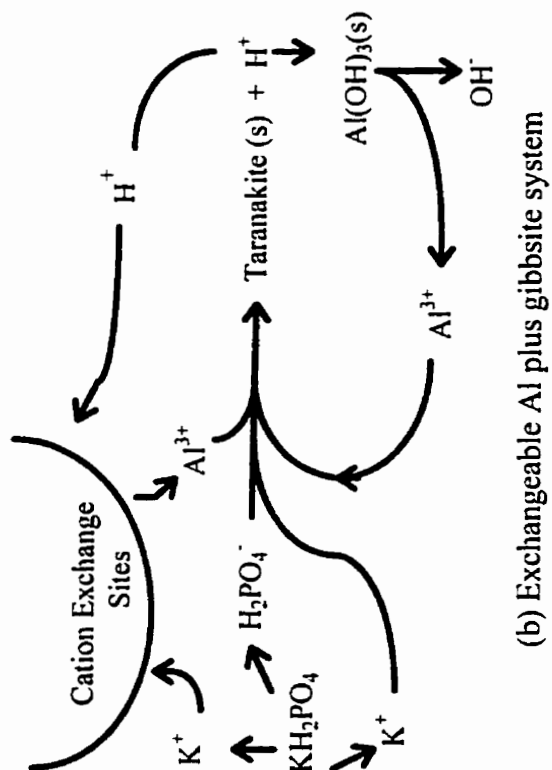 Cation Exchange
Sites
H⁺
K⁺
Al³⁺
KH₂PO₄
H₂PO₄⁻
Taranakite (s) + H⁺
K⁺
Al³⁺
Al(OH)₃(s)
OH⁻
(b) Exchangeable Al plus gibbsite system